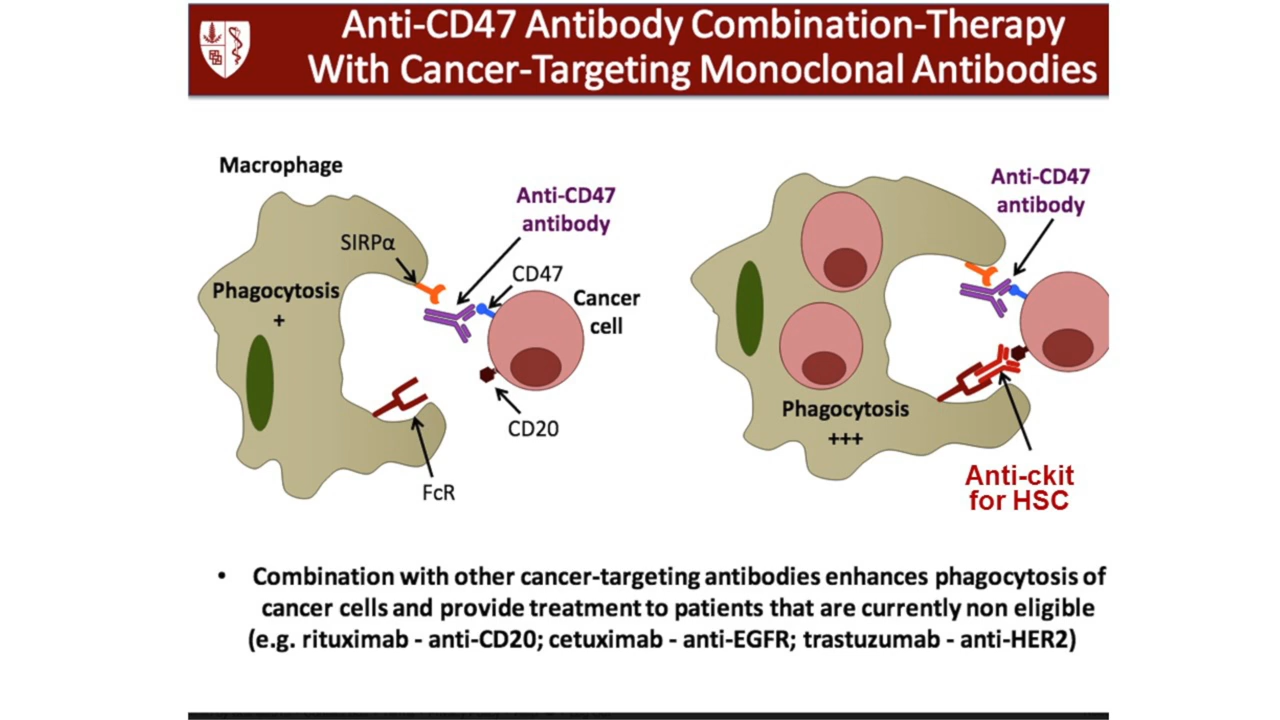 Anti-CD47 Antibody Combination-Therapy
With Cancer-Targeting Monoclonal Antibodies
Macrophage
Anti-CD47
antibody
SIRPα
CD47
Phagocytosis
+
Cancer
cell
CD20
FcR
Anti-CD47
antibody
Phagocytosis
+++
Anti-ckit
for HSC
• Combination with other cancer-targeting antibodies enhances phagocytosis of
cancer cells and provide treatment to patients that are currently non eligible
(e.g. rituximab - anti-CD20; cetuximab - anti-EGFR; trastuzumab - anti-HER2)